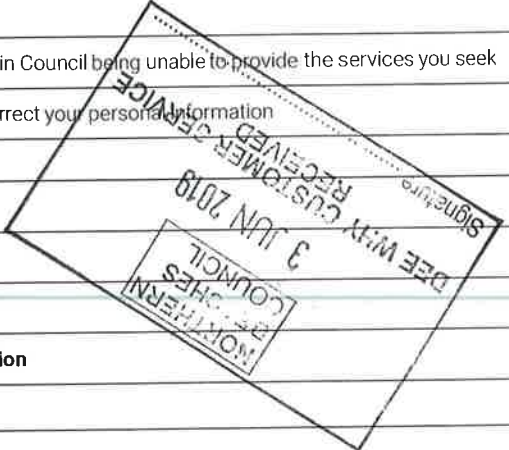 in Council being unable to provide the services you seek
rrect your personal information
ion
NORTHERN
BEACHES
COUNCIL
3 JUN 2019
RECEIVED
DEE WHY CUSTOMER SERVICE
Signature